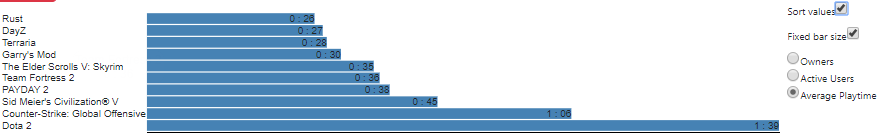 Rust 0 : 26
DayZ 0 : 27
Terraria 0 : 28
Garry's Mod 0 : 30
The Elder Scrolls V: Skyrim 0 : 35
Team Fortress 2 0 : 36
PAYDAY 2 0 : 38
Sid Meier's Civilization® V 0 : 45
Counter-Strike: Global Offensive 1 : 06
Dota 2 1 : 39
Sort values
Fixed bar size
Owners
Active Users
Average Playtime